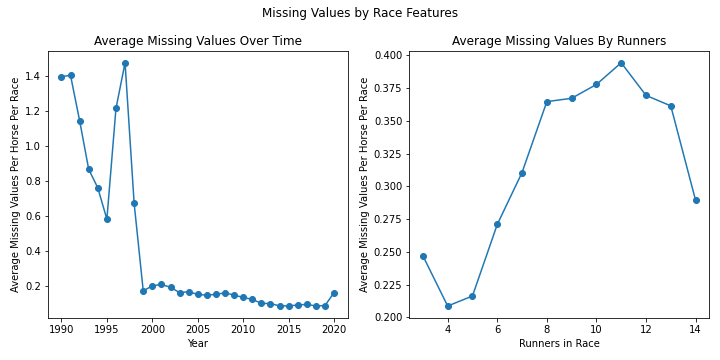 Missing Values by Race Features
Average Missing Values Over Time
Average Missing Values Per Horse Per Race
1.4
1.2
1.0
0.8
0.6
0.4
0.2
1990 1995 2000 2005 2010 2015 2020
Year
Average Missing Values By Runners
Average Missing Values Per Horse Per Race
0.400
0.375
0.350
0.325
0.300
0.275
0.250
0.225
0.200
4 6 8 10 12 14
Runners in Race